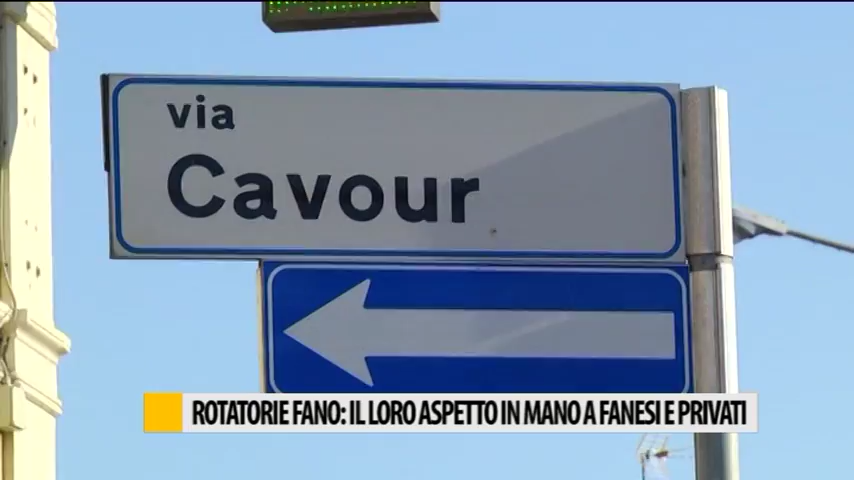 via
Cavour
ROTATORIE FANO: IL LORO ASPETTO IN MANO A FANESI E PRIVATI